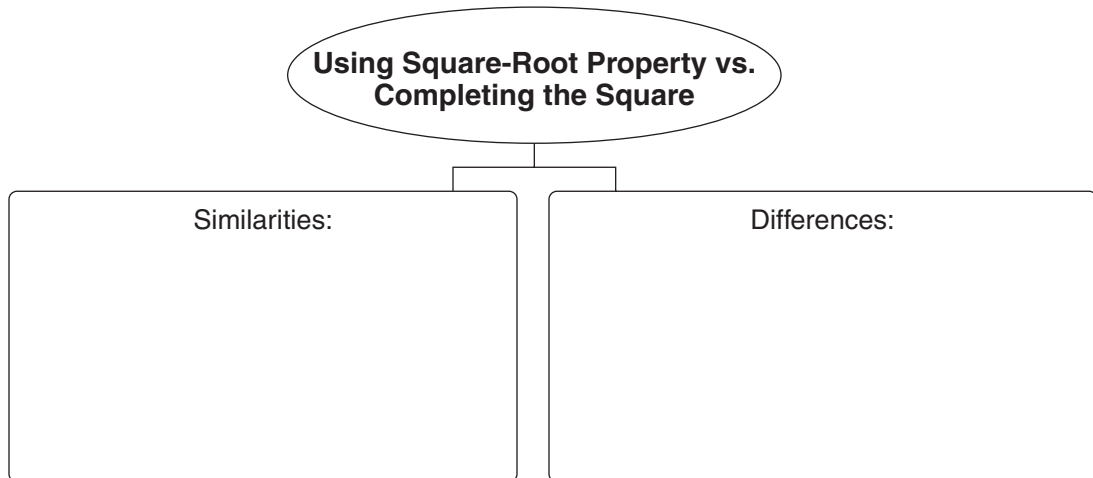 Using Square-Root Property vs.
Completing the Square
Similarities:
Differences: